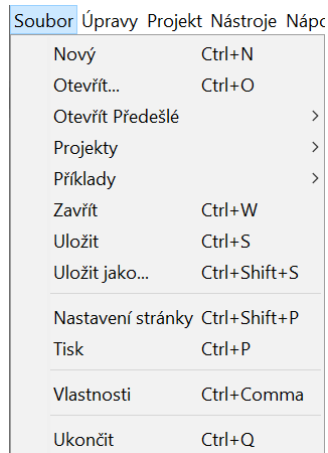 Soubor Úpravy Projekt Nástroje
Nový Ctrl+N
Otevřít... Ctrl+O
Otevřít Předešlé
Projekty
Příklady
Zavřít Ctrl+W
Uložit Ctrl+S
Uložit jako... Ctrl+Shift+S
Nastavení stránky Ctrl+Shift+P
Tisk Ctrl+P
Vlastnosti Ctrl+Comma
Ukončit Ctrl+Q